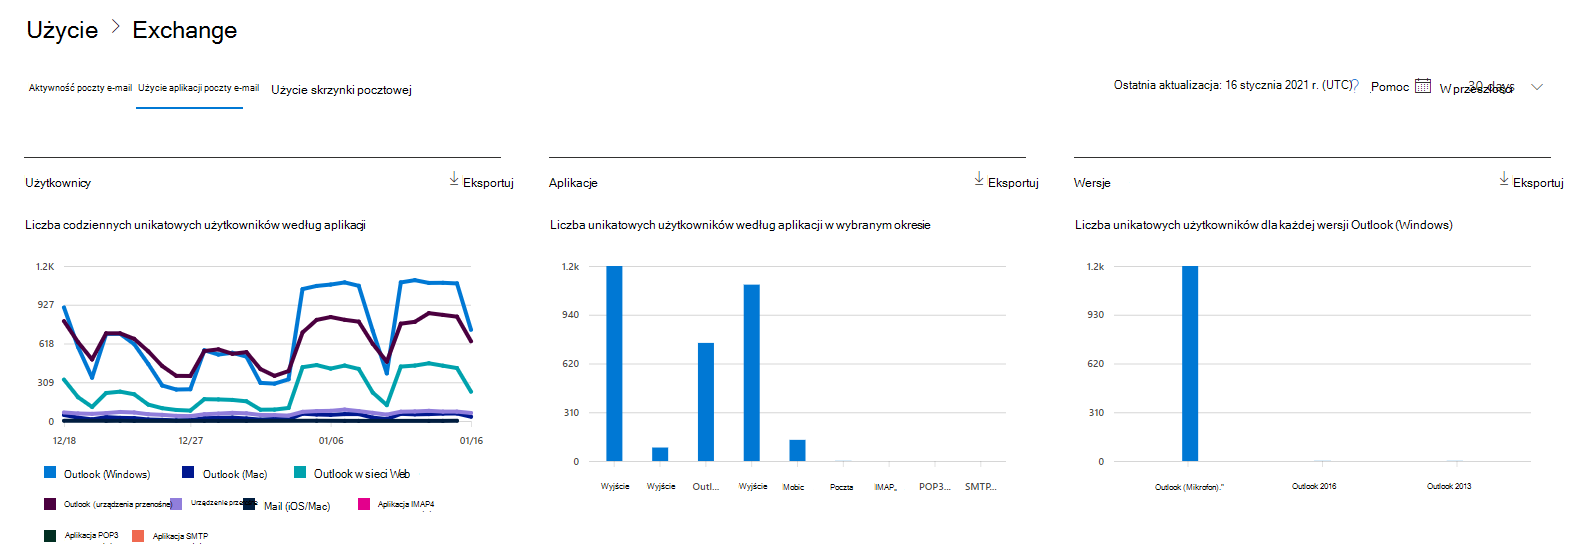 Użycie > Exchange
Aktywność poczty e-mail Użycie aplikacji poczty e-mail Użycie skrzynki pocztowej
Ostatnia aktualizacja: 16 stycznia 2021 r. (UTC) ? Pomoc W przeszłości 30 days
Użytkownicy Eksportuj
Liczba codziennych unikatowych użytkowników według aplikacji
1.2K
927
618
309
0
12/18 12/27 01/06 01/16
Outlook (Windows) Outlook (Mac) Outlook w sieci Web
Outlook (urządzenia przenośne) Urządzenie Mail (iOS/Mac) Aplikacja IMAP4
Aplikacja POP3 Aplikacja SMTP
Aplikacje Eksportuj
Liczba unikatowych użytkowników według aplikacji w wybranym okresie
1.2k
940
620
310
0
Wyjście Wyjście Outl... Wyjście Mobic Poczta IMAP... POP3... SMTP...
Wersje Eksportuj
Liczba unikatowych użytkowników dla każdej wersji Outlook (Windows)
1.2k
930
620
310
0
Outlook (Mikrofon)." Outlook 2016 Outlook 2013